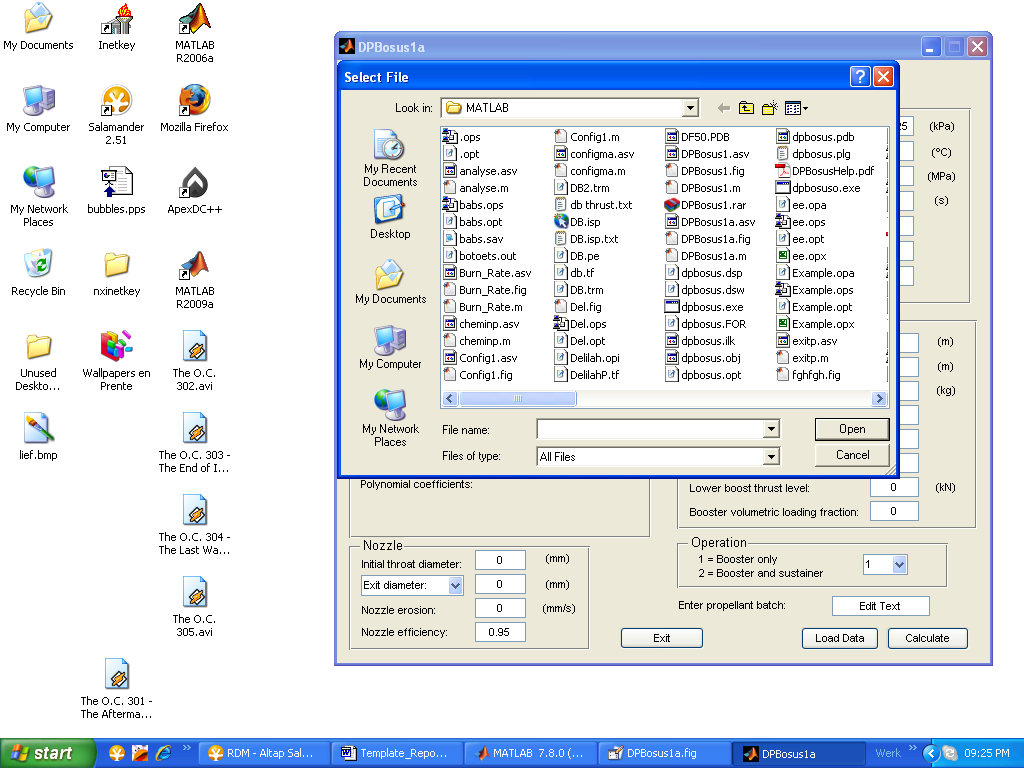 My Documents
Inetkey
MATLAB
R2006a
My Computer
Salamander
2.51
Mozilla Firefox
My Network
Places
bubbles.pps
ApexDC++
Recycle Bin
nxinetkey
MATLAB
R2009a
Unused
Deskto...
Wallpapers en
Prente
The O.C.
302.avi
lief.bmp
The O.C. 303 -
The End of I...
The O.C. 304 -
The Last Wa...
The O.C.
305.avi
The O.C. 301 -
The Afterma...
DPBosus1a
Select File
Look in:
MATLAB
My Recent
Documents
Desktop
My Documents
My Computer
My Network
Places
.ops
.opt
analyse.asv
analyse.m
babs.ops
babs.opt
babs.sav
botoets.out
Burn_Rate.asv
Burn_Rate.fig
Burn_Rate.m
cheminp.asv
cheminp.m
Config1.asv
Config1.fig
Config1.m
configma.asv
configma.m
DB2.trm
db thrust.txt
DB.isp
DB.isp.txt
DB.pe
db.tf
DB.trm
Del.fig
Del.ops
Del.opt
Delilah.opi
DelilahP.tf
DF50.PDB
DPBosus1.asv
DPBosus1.fig
DPBosus1.m
DPBosus1.rar
DPBosus1a.asv
DPBosus1a.fig
DPBosus1a.m
dpbosus.dsp
dpbosus.dsw
dpbosus.exe
dpbosus.FOR
dpbosus.ilk
dpbosus.obj
dpbosus.opt
dpbosus.pdb
dpbosus.plg
DPBosusHelp.pdf
dpbosuso.exe
ee.opa
ee.ops
ee.opt
ee.opx
Example.opa
Example.ops
Example.opt
Example.opx
exitp.asv
exitp.m
fghfgh.fig
File name:
Open
Files of type:
All Files
Cancel
(kPa)
(ºC)
(MPa)
(s)
(m)
(m)
(kg)
Polynomial coefficients:
Lower boost thrust level:
0
(kN)
Booster volumetric loading fraction:
0
Nozzle
Initial throat diameter:
0
(mm)
Exit diameter:
0
(mm)
Nozzle erosion:
0
(mm/s)
Nozzle efficiency:
0.95
Operation
1 = Booster only
2 = Booster and sustainer
1
Enter propellant batch:
Edit Text
Exit
Load Data
Calculate
start
RDM - Altap Sal...
Template_Repo...
MATLAB 7.8.0 (...
DPBosus1a.fig
DPBosus1a
Werk
09:25 PM